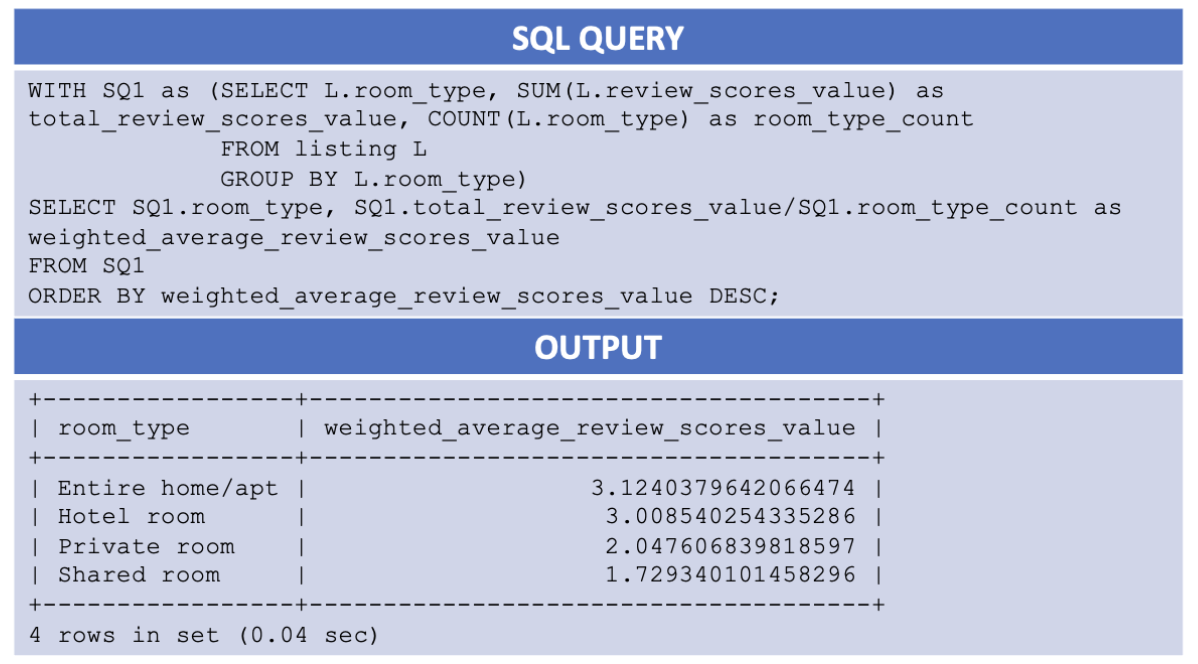 SQL QUERY
WITH SQ1 as (SELECT L.room_type, SUM(L.review_scores_value) as
total_review_scores_value, COUNT(L.room_type) as room_type_count
             FROM listing L
             GROUP BY L.room_type)
SELECT SQ1.room_type, SQ1.total_review_scores_value/SQ1.room_type_count as
weighted_average_review_scores_value
FROM SQ1
ORDER BY weighted_average_review_scores_value DESC;
OUTPUT
+-----------------+--------------------------------------+
| room_type       | weighted_average_review_scores_value |
+-----------------+--------------------------------------+
| Entire home/apt |                   3.1240379642066474 |
| Hotel room      |                    3.008540254335286 |
| Private room    |                    2.047606839818597 |
| Shared room     |                    1.729340101458296 |
+-----------------+--------------------------------------+
4 rows in set (0.04 sec)